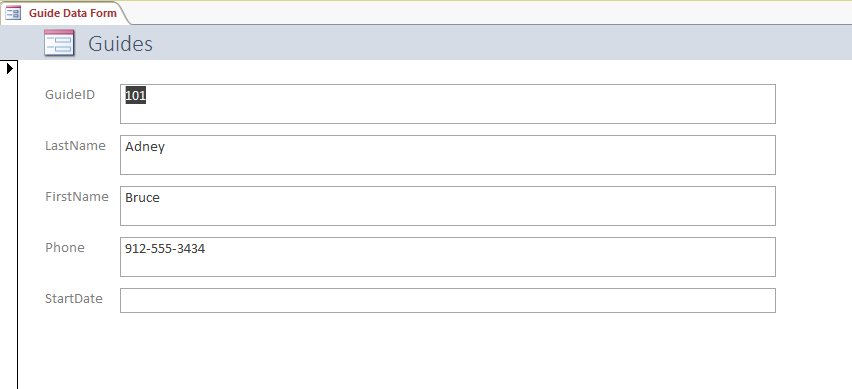 Guide Data Form
Guides
GuideID 101
LastName Adney
FirstName Bruce
Phone 912-555-3434
StartDate